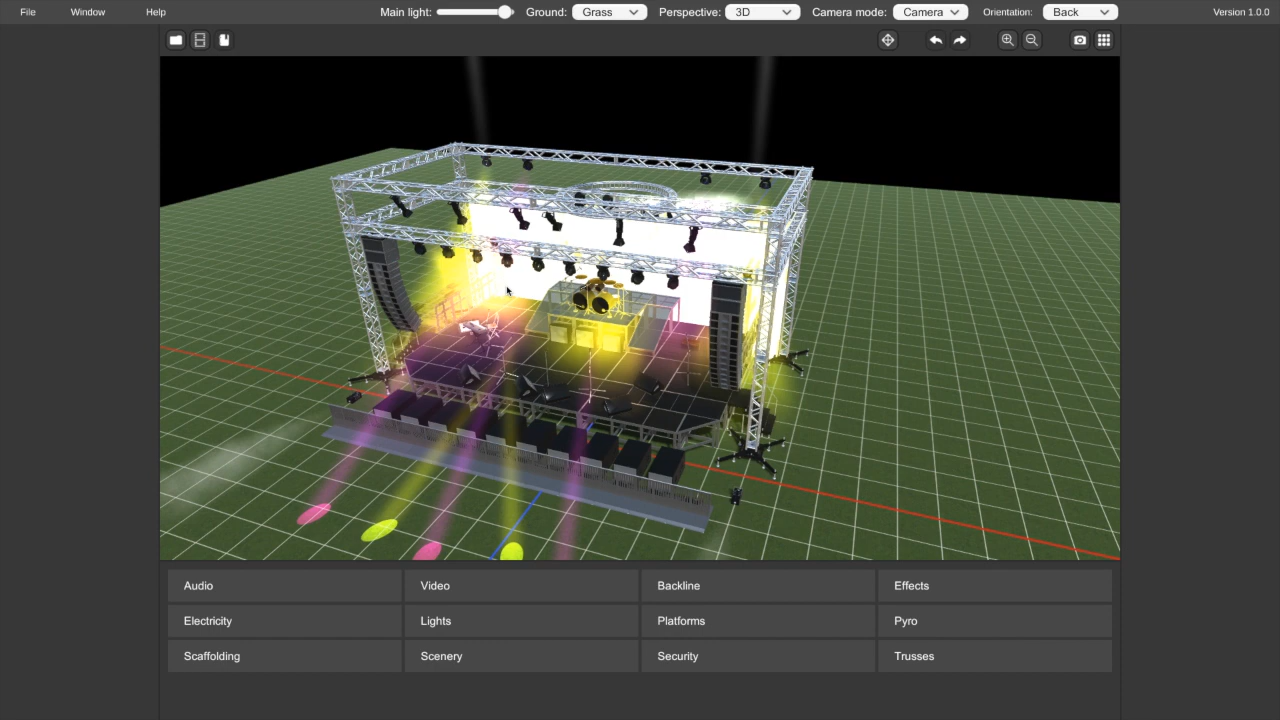 File Window Help Main light: Ground: Grass Perspective: 3D Camera mode: Camera Orientation: Back Version 1.0.0
Audio Video Backline Effects
Electricity Lights Platforms Pyro
Scaffolding Scenery Security Trusses